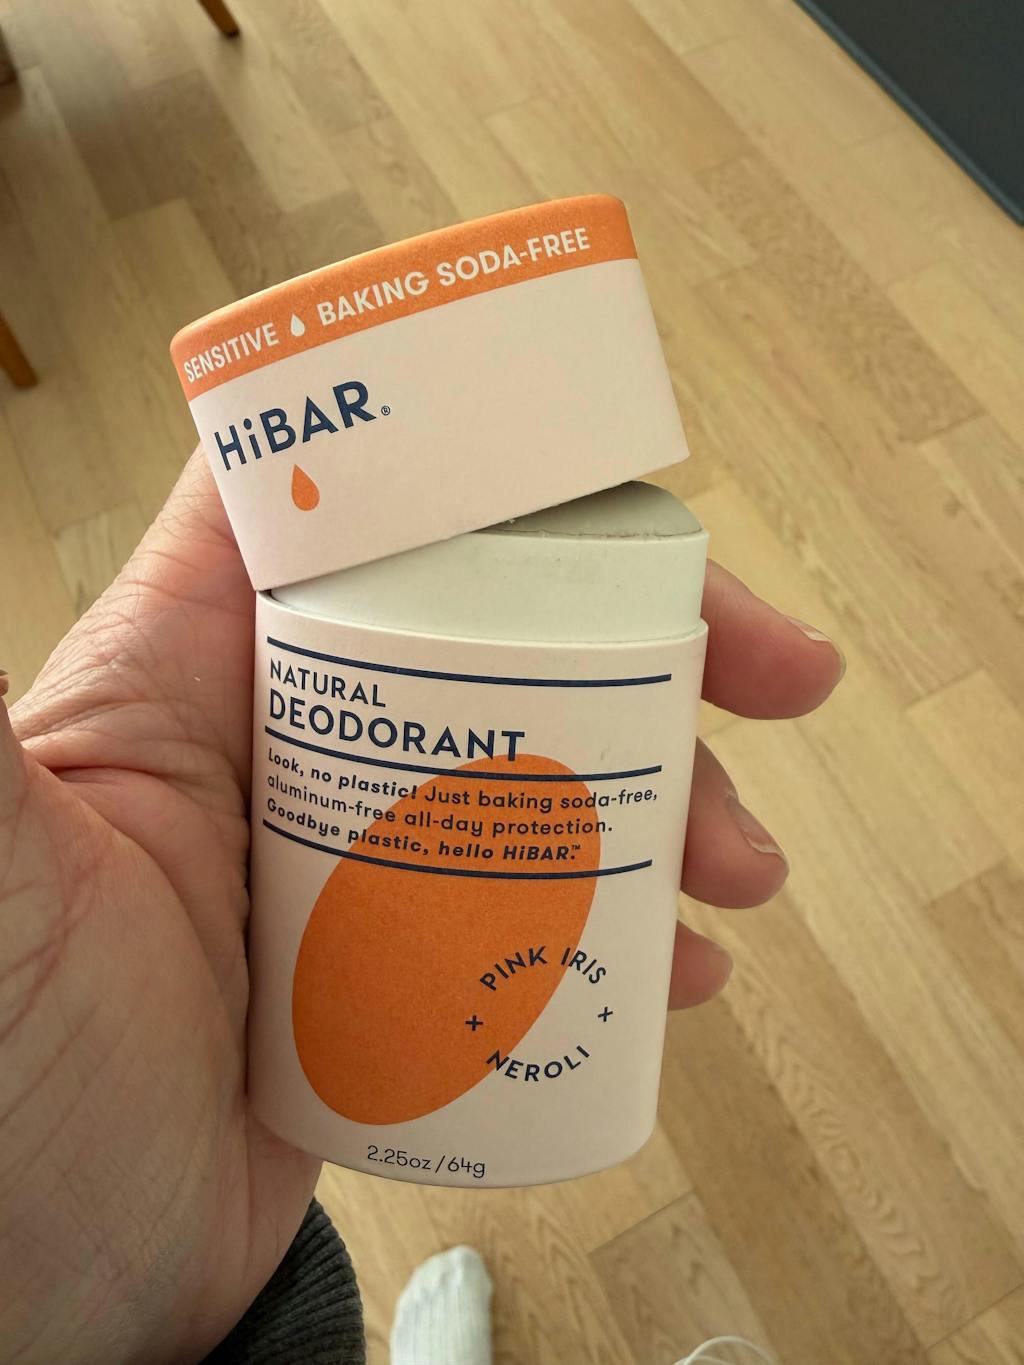 SENSITIVE BAKING SODA-FREE
HiBAR®
NATURAL
DEODORANT
Look, no plastic! Just baking soda-free,
aluminum-free all-day protection.
Goodbye plastic, hello HiBAR.™
PINK IRIS
+ +
NEROLI
2.25oz/64g